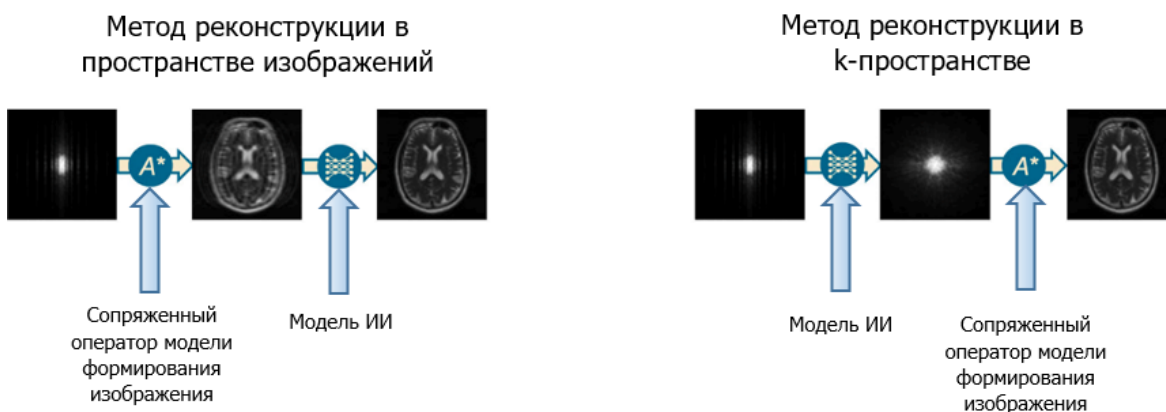 Метод реконструкции в
пространстве изображений
A*
Сопряженный
оператор модели
формирования
изображения
Модель ИИ
Метод реконструкции в
k-пространстве
A*
Модель ИИ
Сопряженный
оператор модели
формирования
изображения